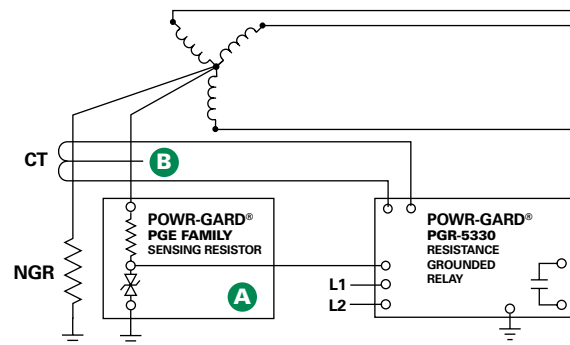 CT
B
POWR-GARD®
PGE FAMILY
SENSING RESISTOR
A
NGR
POWR-GARD®
PGR-5330
RESISTANCE
GROUNDED
RELAY
L1
L2